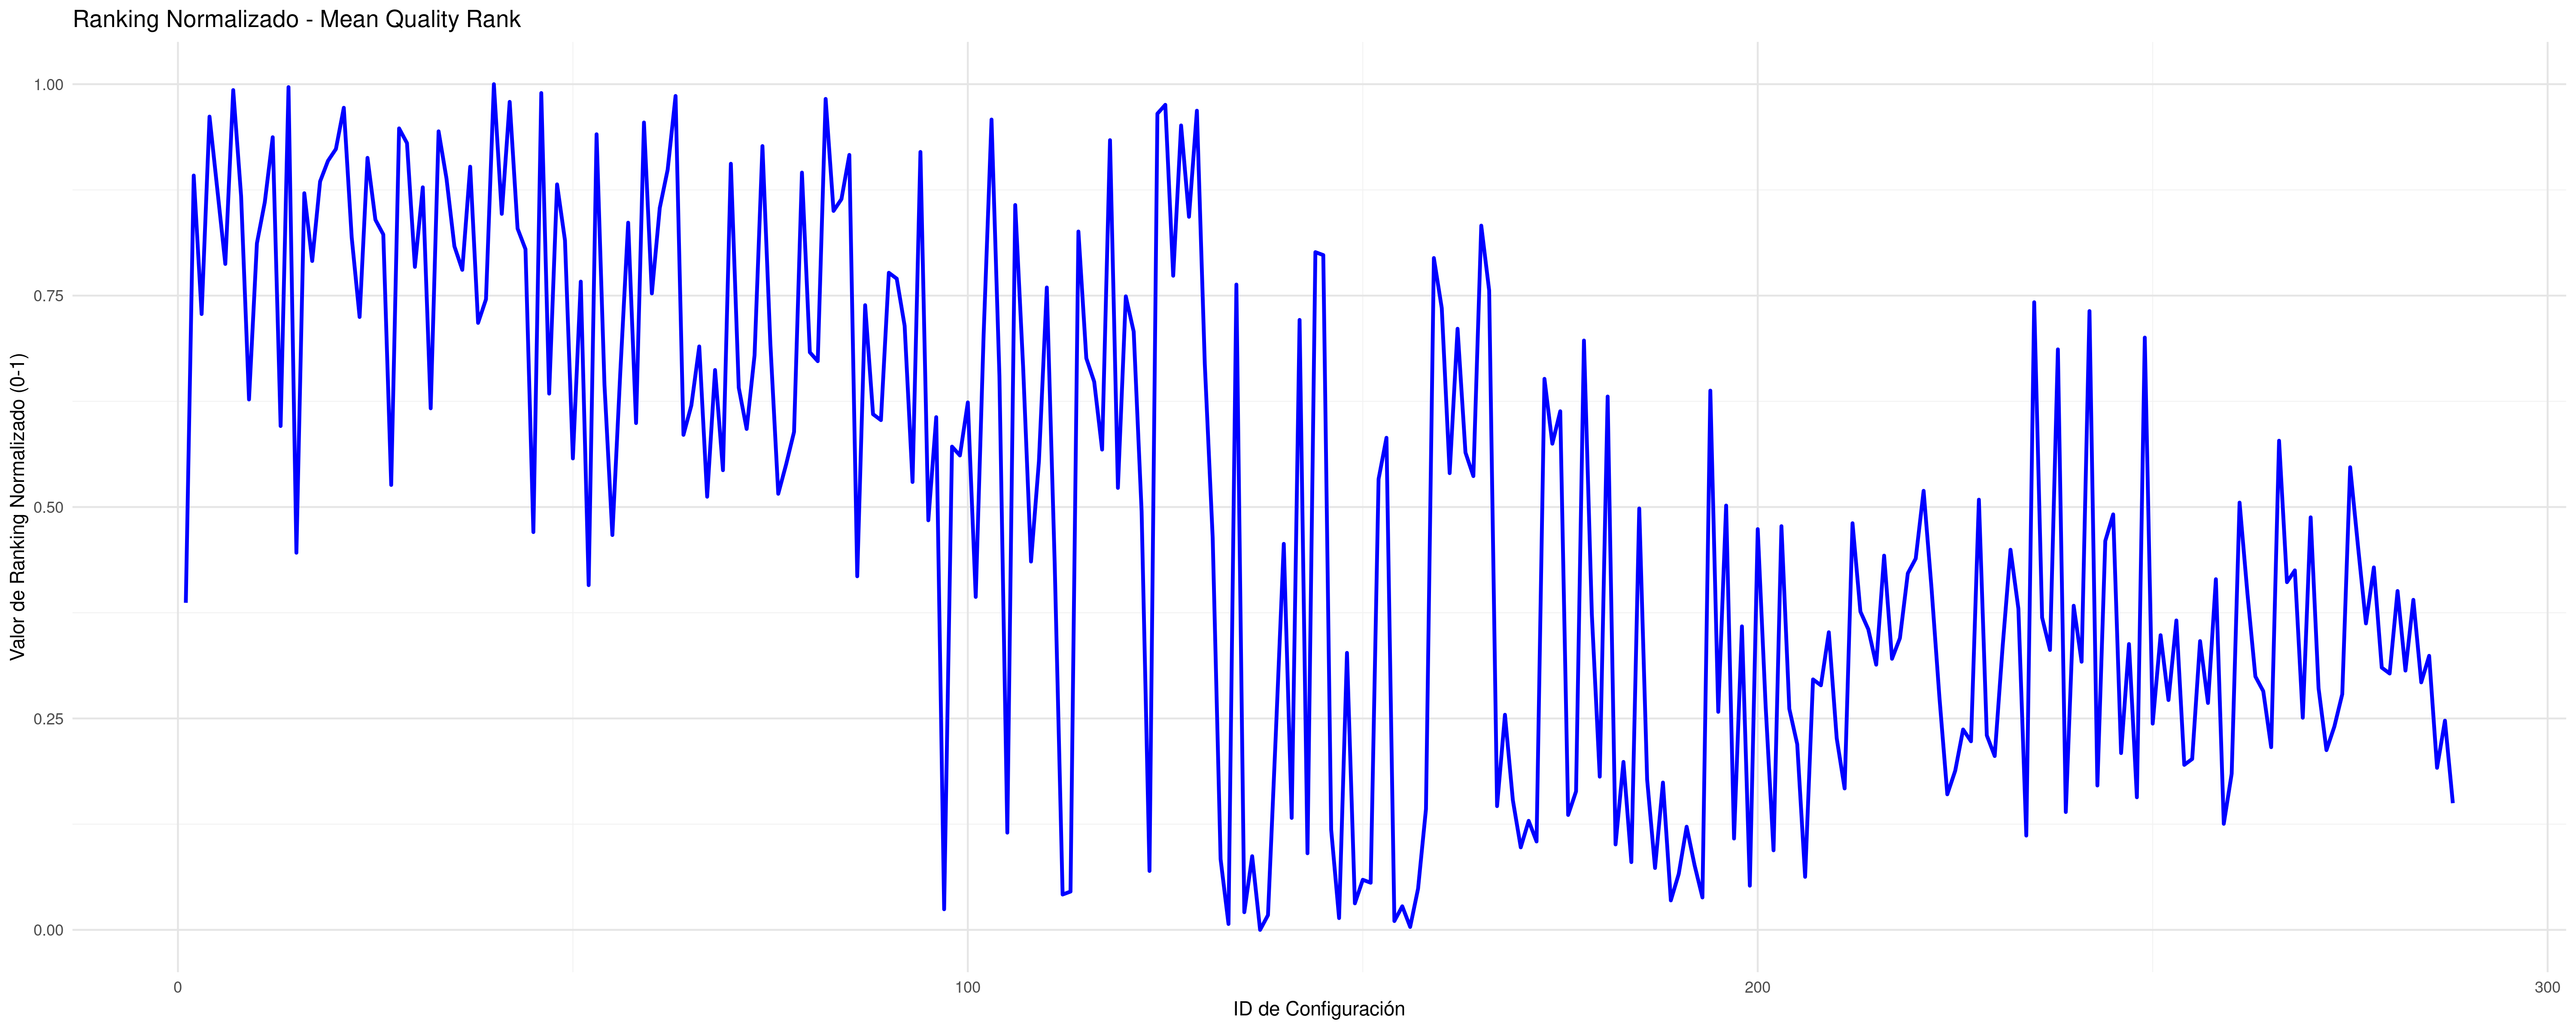 Ranking Normalizado - Mean Quality Rank
Valor de Ranking Normalizado (0-1)
1.00
0.75
0.50
0.25
0.00
0 100 200 300
ID de Configuración